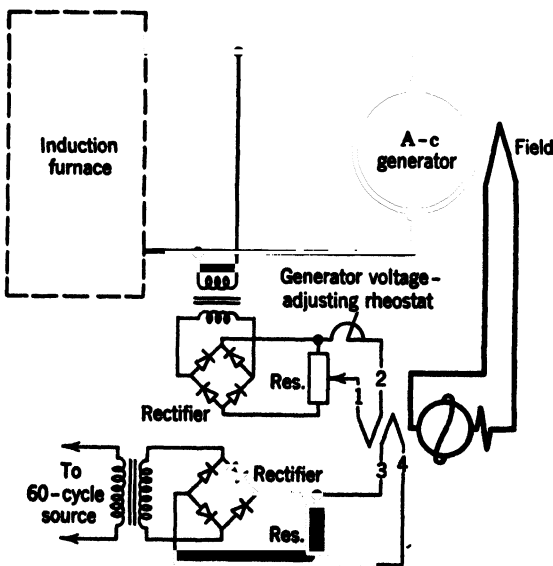 Induction
furnace
A-c
generator
Field
Generator voltage-
adjusting rheostat
Res.
1
2
Rectifier
3
4
To
60-cycle
source
Rectifier
Res.